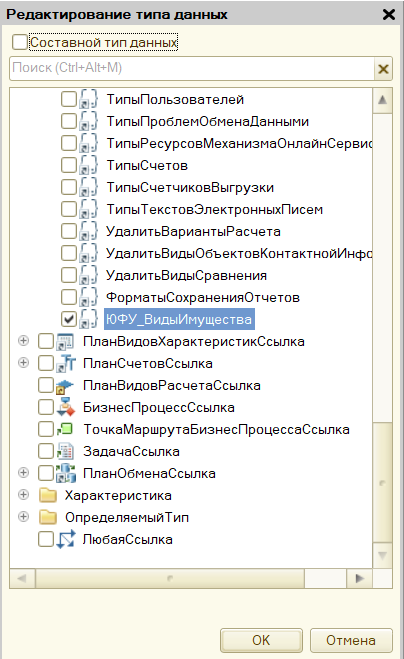 Редактирование типа данных
Составной тип данных
Поиск (Ctrl+Alt+M)
ТипыПользователей
ТипыПроблемОбменаДанными
ТипыРесурсовМеханизмаОнлайнСервис
ТипыСчетов
ТипыСчетчиковВыгрузки
ТипыТекстовЭлектронныхПисем
УдалитьВариантыРасчета
УдалитьВидыОбъектовКонтактнойИнфо
УдалитьВидыСравнения
ФорматыСохраненияОтчетов
ЮФУ_ВидыИмущества
ПланВидовХарактеристикСсылка
ПланСчетовСсылка
ПланВидовРасчетаСсылка
БизнесПроцессСсылка
ТочкаМаршрутаБизнесПроцессаСсылка
ЗадачаСсылка
ПланОбменаСсылка
Характеристика
ОпределяемыйТип
ЛюбаяСсылка
ОК Отмена